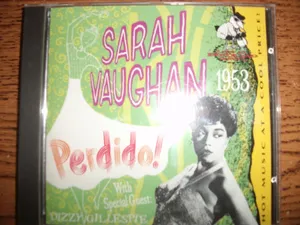 SARAH
VAUGHAN
1953
Perdido!
With
Special Guest:
DIZZY GILLESPIE
HOT MUSIC AT A COOL PRICE!